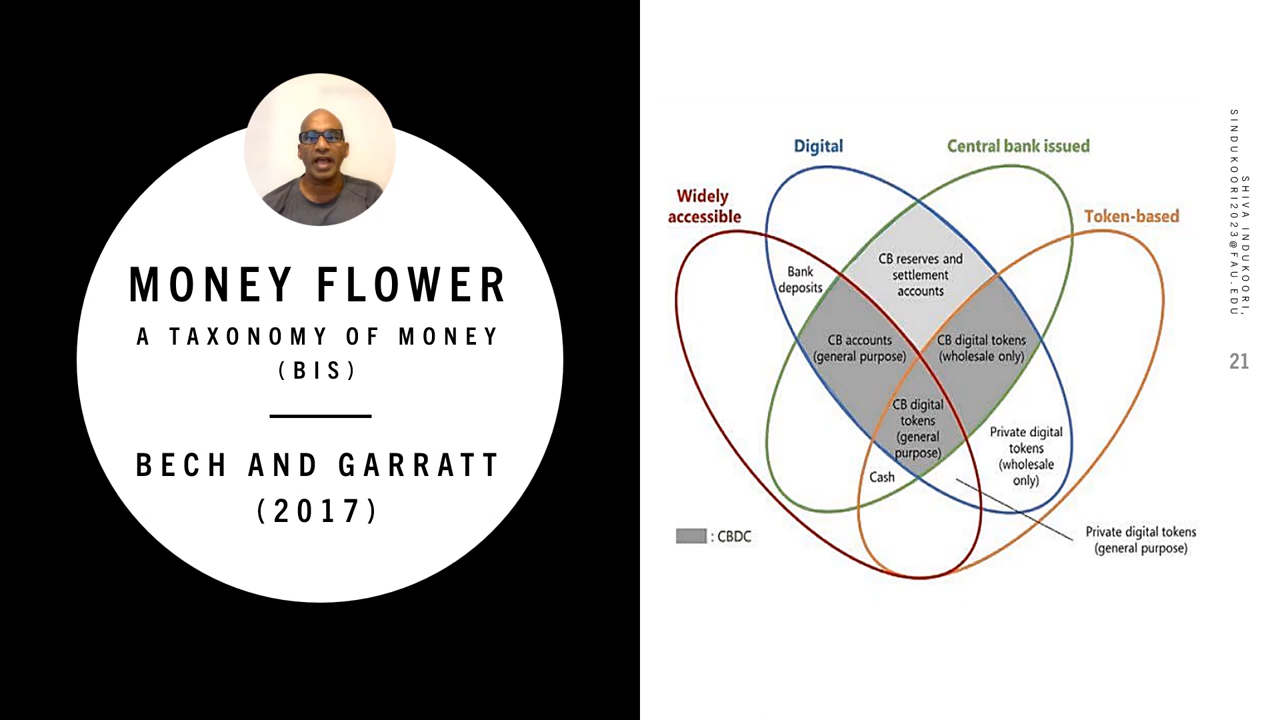 MONEY FLOWER
A TAXONOMY OF MONEY
(BIS)
BECH AND GARRATT
(2017)
Digital
Central bank issued
Widely
accessible
Token-based
Bank
deposits
CB reserves and
settlement
accounts
CB accounts
(general purpose)
CB digital tokens
(wholesale only)
CB digital
tokens
(general
purpose)
Private digital
tokens
(wholesale
only)
Cash
Private digital tokens
(general purpose)
: CBDC
SHIVA INDUKOORI,
SINDUKOORI2023@FAU.EDU
21